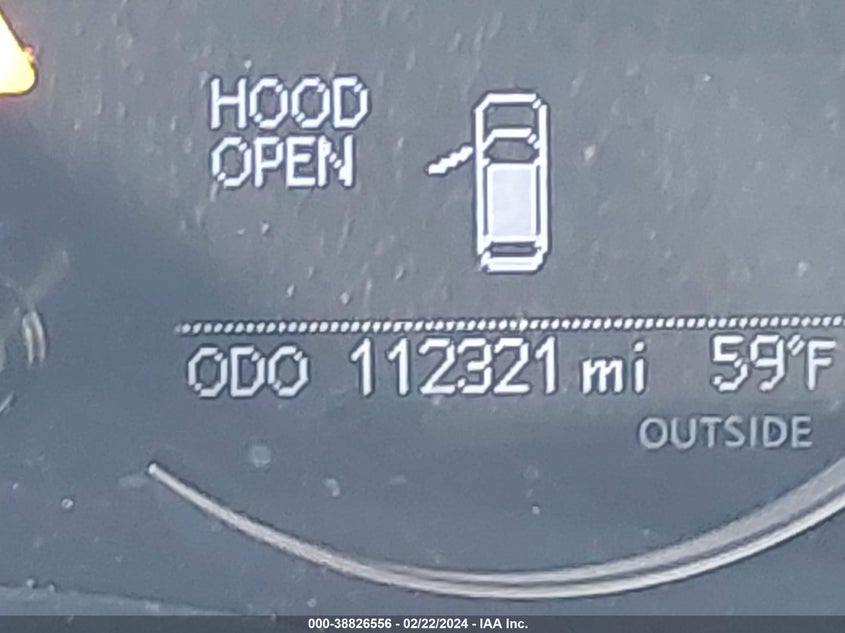 HOOD
OPEN
ODO 112321 mi 59°F
OUTSIDE
000-38826556 - 02/22/2024 - IAA Inc.